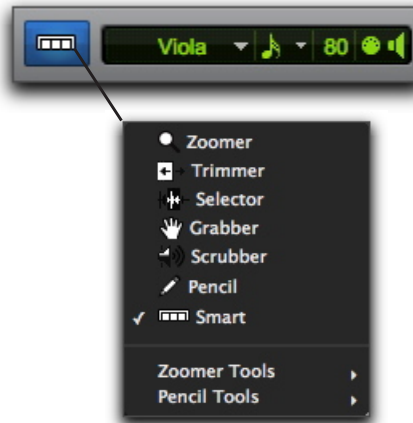 Viola 80
Zoomer
Trimmer
Selector
Grabber
Scrubber
Pencil
Smart
Zoomer Tools
Pencil Tools